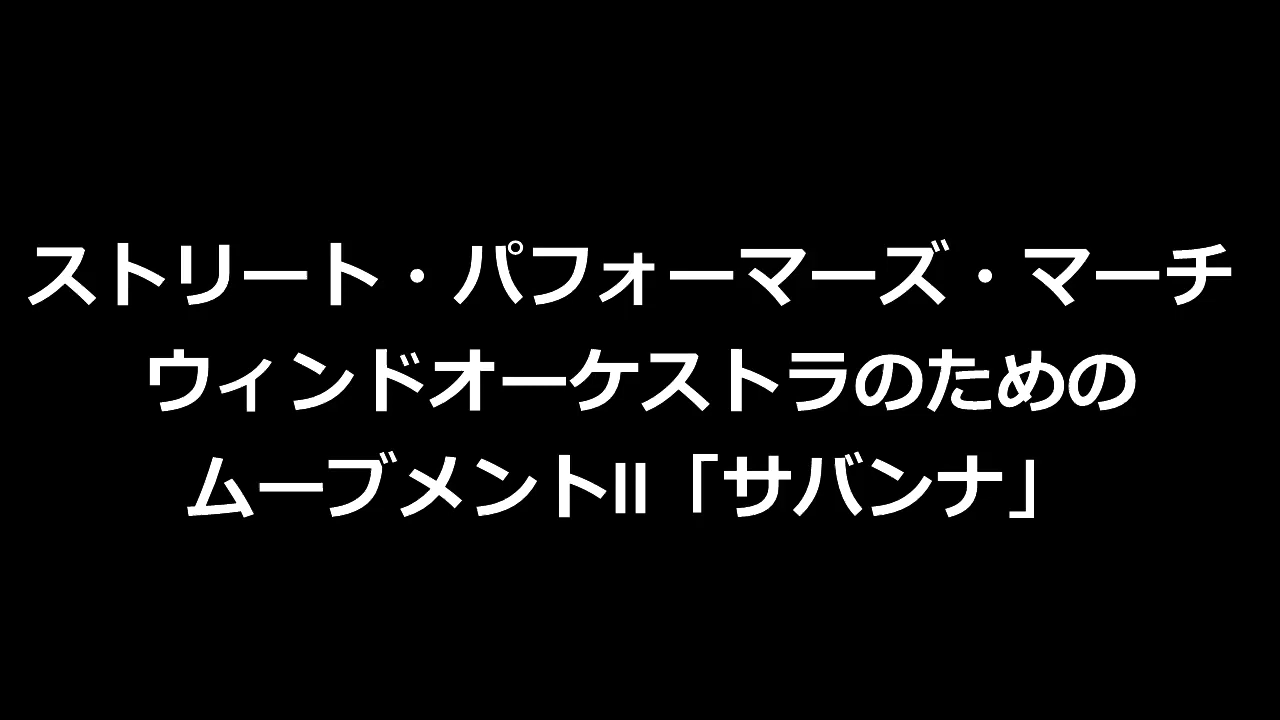 ストリート・パフォーマーズ・マーチ
ウィンドオーケストラのための
ムーブメントII「サバンナ」